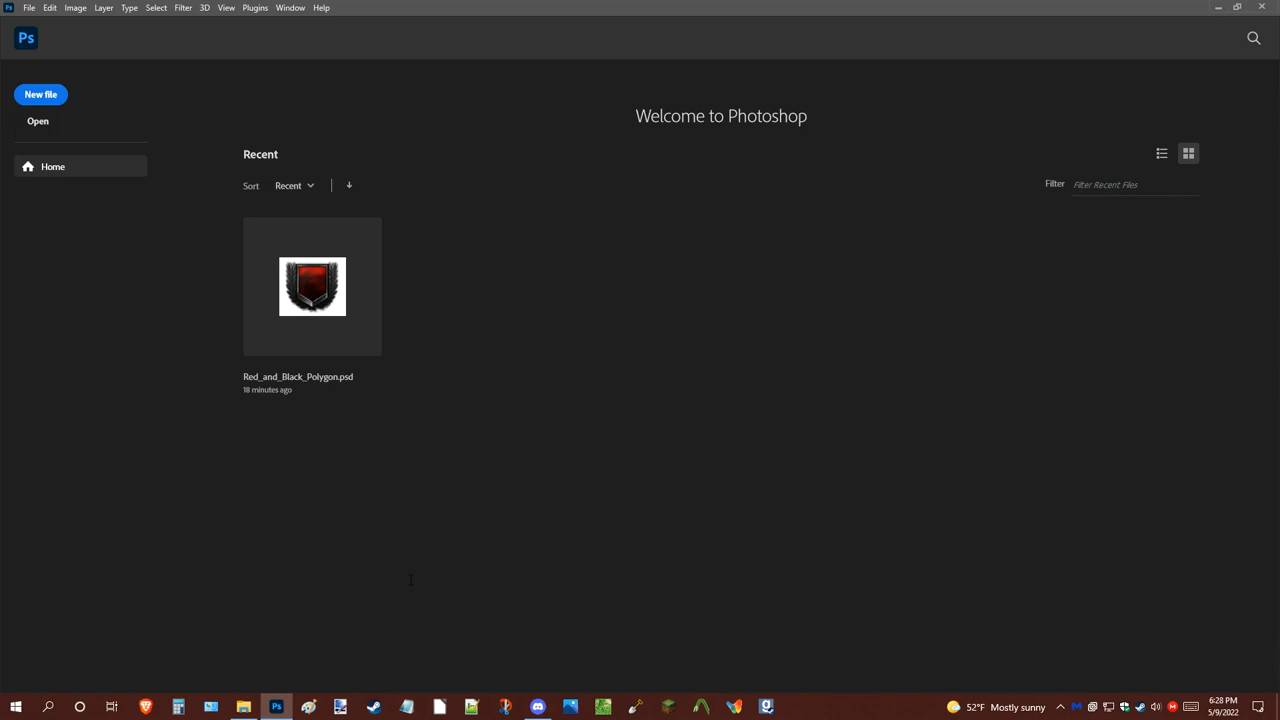 Ps File Edit Image Layer Type Select Filter 3D View Plugins Window Help
Ps
New file
Open
Home
Welcome to Photoshop
Recent
Sort Recent
Filter Filter Recent Files
Red_and_Black_Polygon.psd
18 minutes ago
Ps
52°F Mostly sunny
6:28 PM
5/9/2022